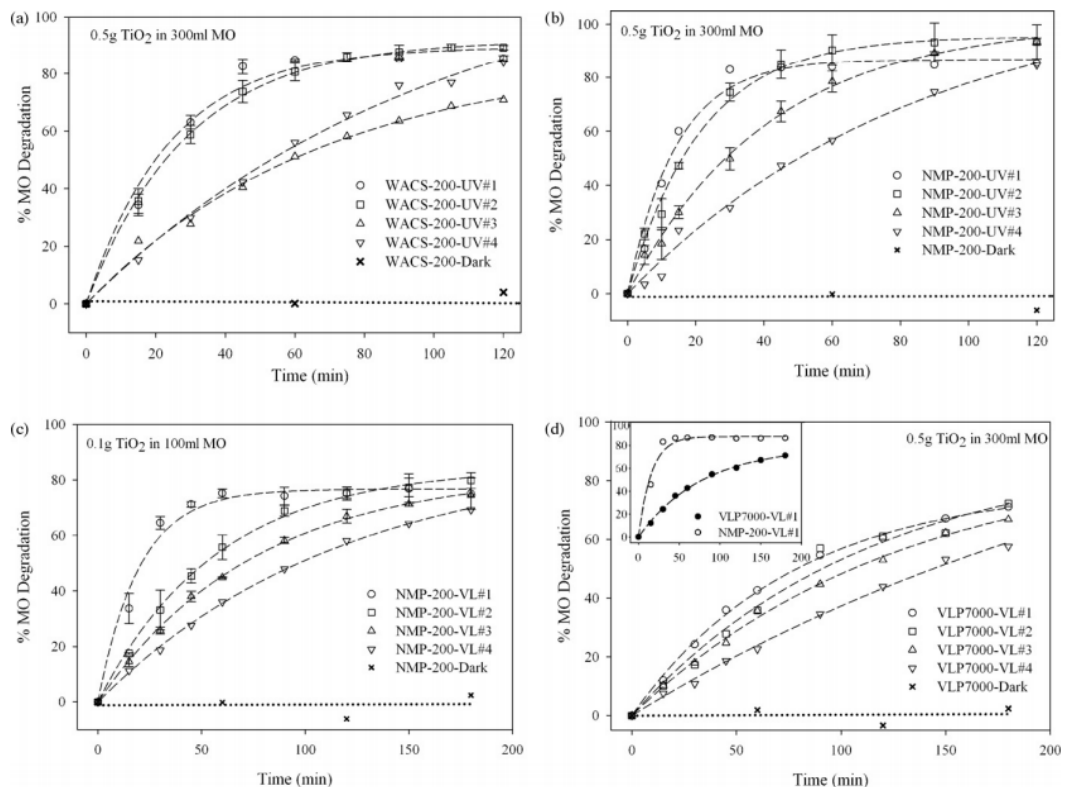 (a)
0.5g TiO2 in 300ml MO
% MO Degradation
100
80
60
40
20
0
WACS-200-UV#1
WACS-200-UV#2
WACS-200-UV#3
WACS-200-UV#4
WACS-200-Dark
0 20 40 60 80 100 120
Time (min)
(b)
0.5g TiO2 in 300ml MO
% MO Degradation
100
80
60
40
20
0
NMP-200-UV#1
NMP-200-UV#2
NMP-200-UV#3
NMP-200-UV#4
NMP-200-Dark
0 20 40 60 80 100 120
Time (min)
(c)
0.1g TiO2 in 100ml MO
% MO Degradation
100
80
60
40
20
0
NMP-200-VL#1
NMP-200-VL#2
NMP-200-VL#3
NMP-200-VL#4
NMP-200-Dark
0 50 100 150 200
Time (min)
(d)
0.5g TiO2 in 300ml MO
% MO Degradation
100
80
60
40
20
0
100
80
60
40
20
0
VLP7000-VL#1
NMP-200-VL#1
0 50 100 150 200
VLP7000-VL#1
VLP7000-VL#2
VLP7000-VL#3
VLP7000-VL#4
VLP7000-Dark
0 50 100 150 200
Time (min)